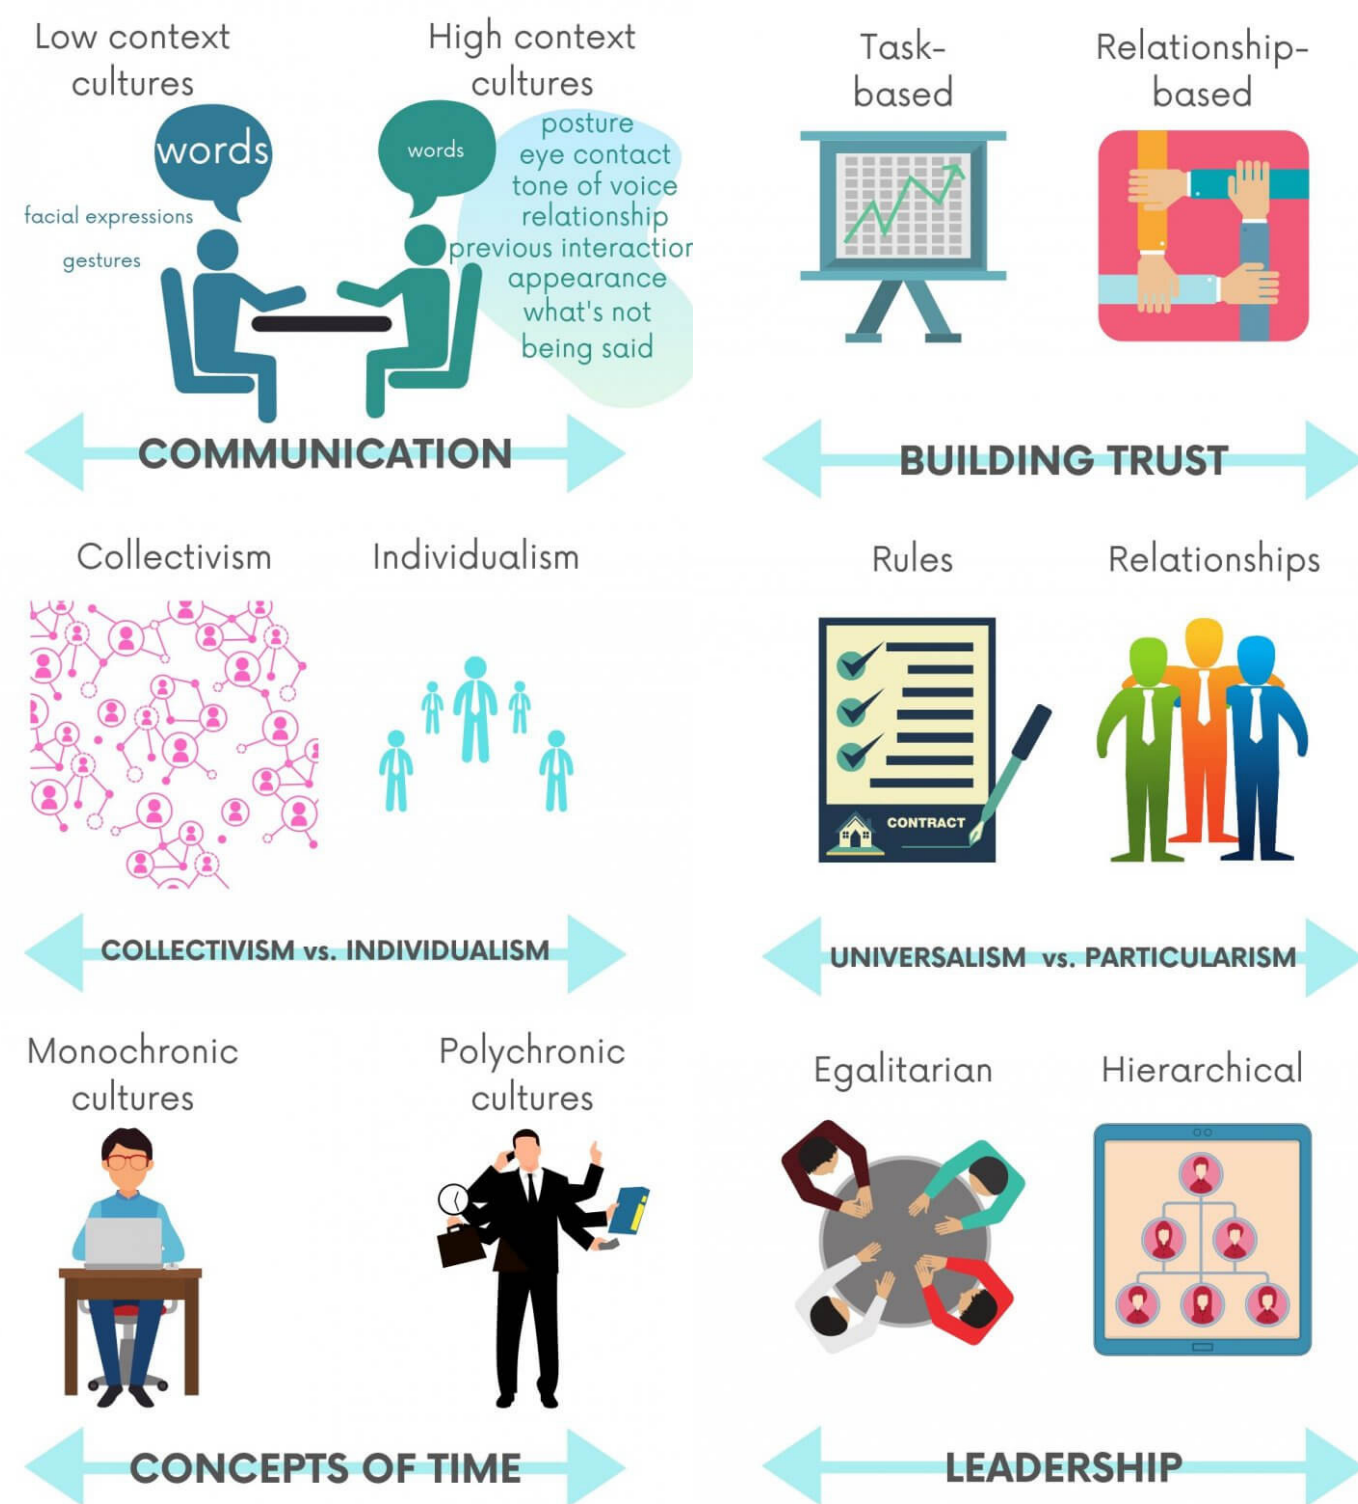 Low context
cultures
High context
cultures
words
words
facial expressions
gestures
posture
eye contact
tone of voice
relationship
previous interaction
appearance
what's not
being said
COMMUNICATION
Task-
based
Relationship-
based
BUILDING TRUST
Collectivism
Individualism
COLLECTIVISM vs. INDIVIDUALISM
Rules
Relationships
CONTRACT
UNIVERSALISM vs. PARTICULARISM
Monochronic
cultures
Polychronic
cultures
CONCEPTS OF TIME
Egalitarian
Hierarchical
LEADERSHIP